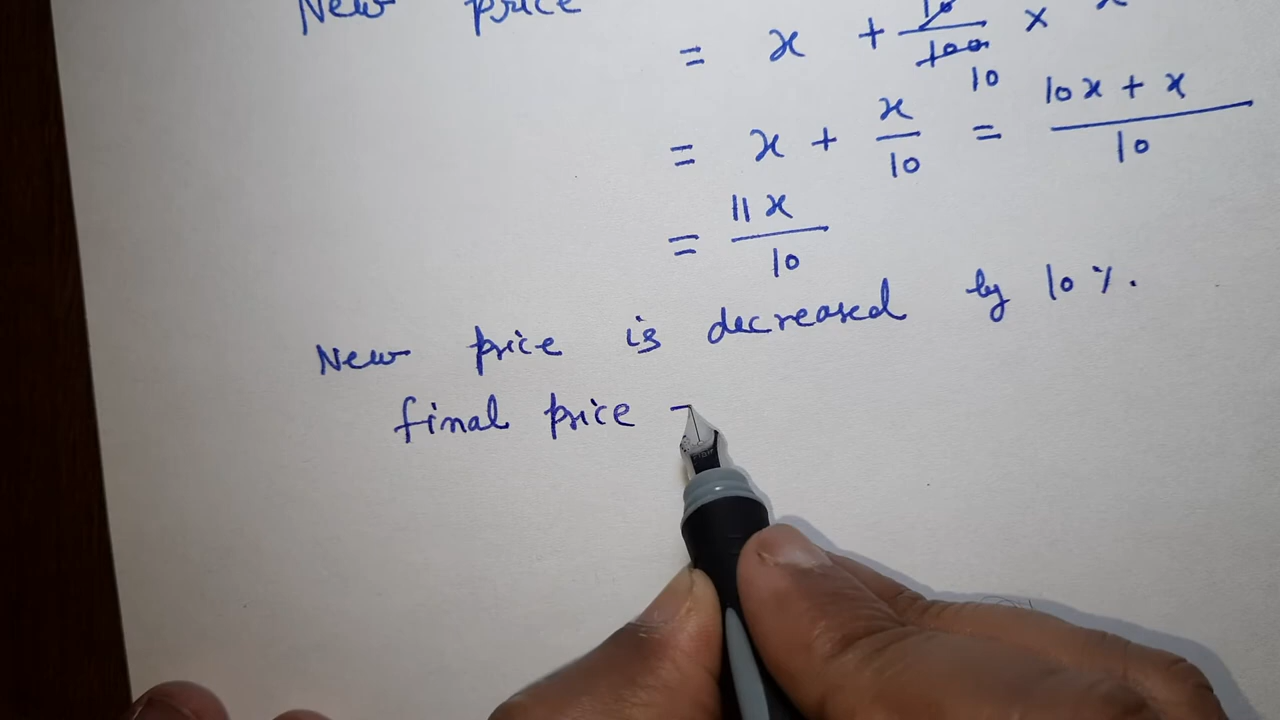 New price
= x + 10/100 × x
10
= x + x/10 = 10x + x/10
= 11x/10
New price is decreased by 10%.
final price